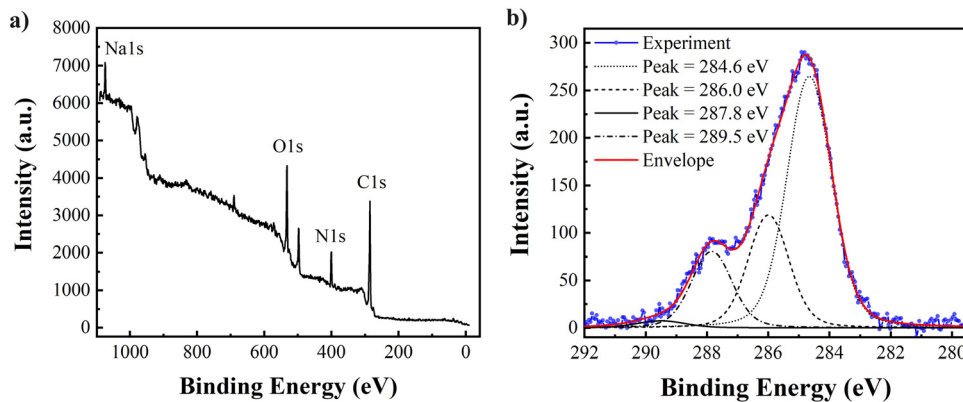 a)
8000
7000
6000
5000
4000
3000
2000
1000
0
Intensity (a.u.)
Na1s
O1s
C1s
N1s
1000 800 600 400 200 0
Binding Energy (eV)
b)
300
250
200
150
100
50
0
Intensity (a.u.)
Experiment
Peak = 284.6 eV
Peak = 286.0 eV
Peak = 287.8 eV
Peak = 289.5 eV
Envelope
292 290 288 286 284 282 280
Binding Energy (eV)